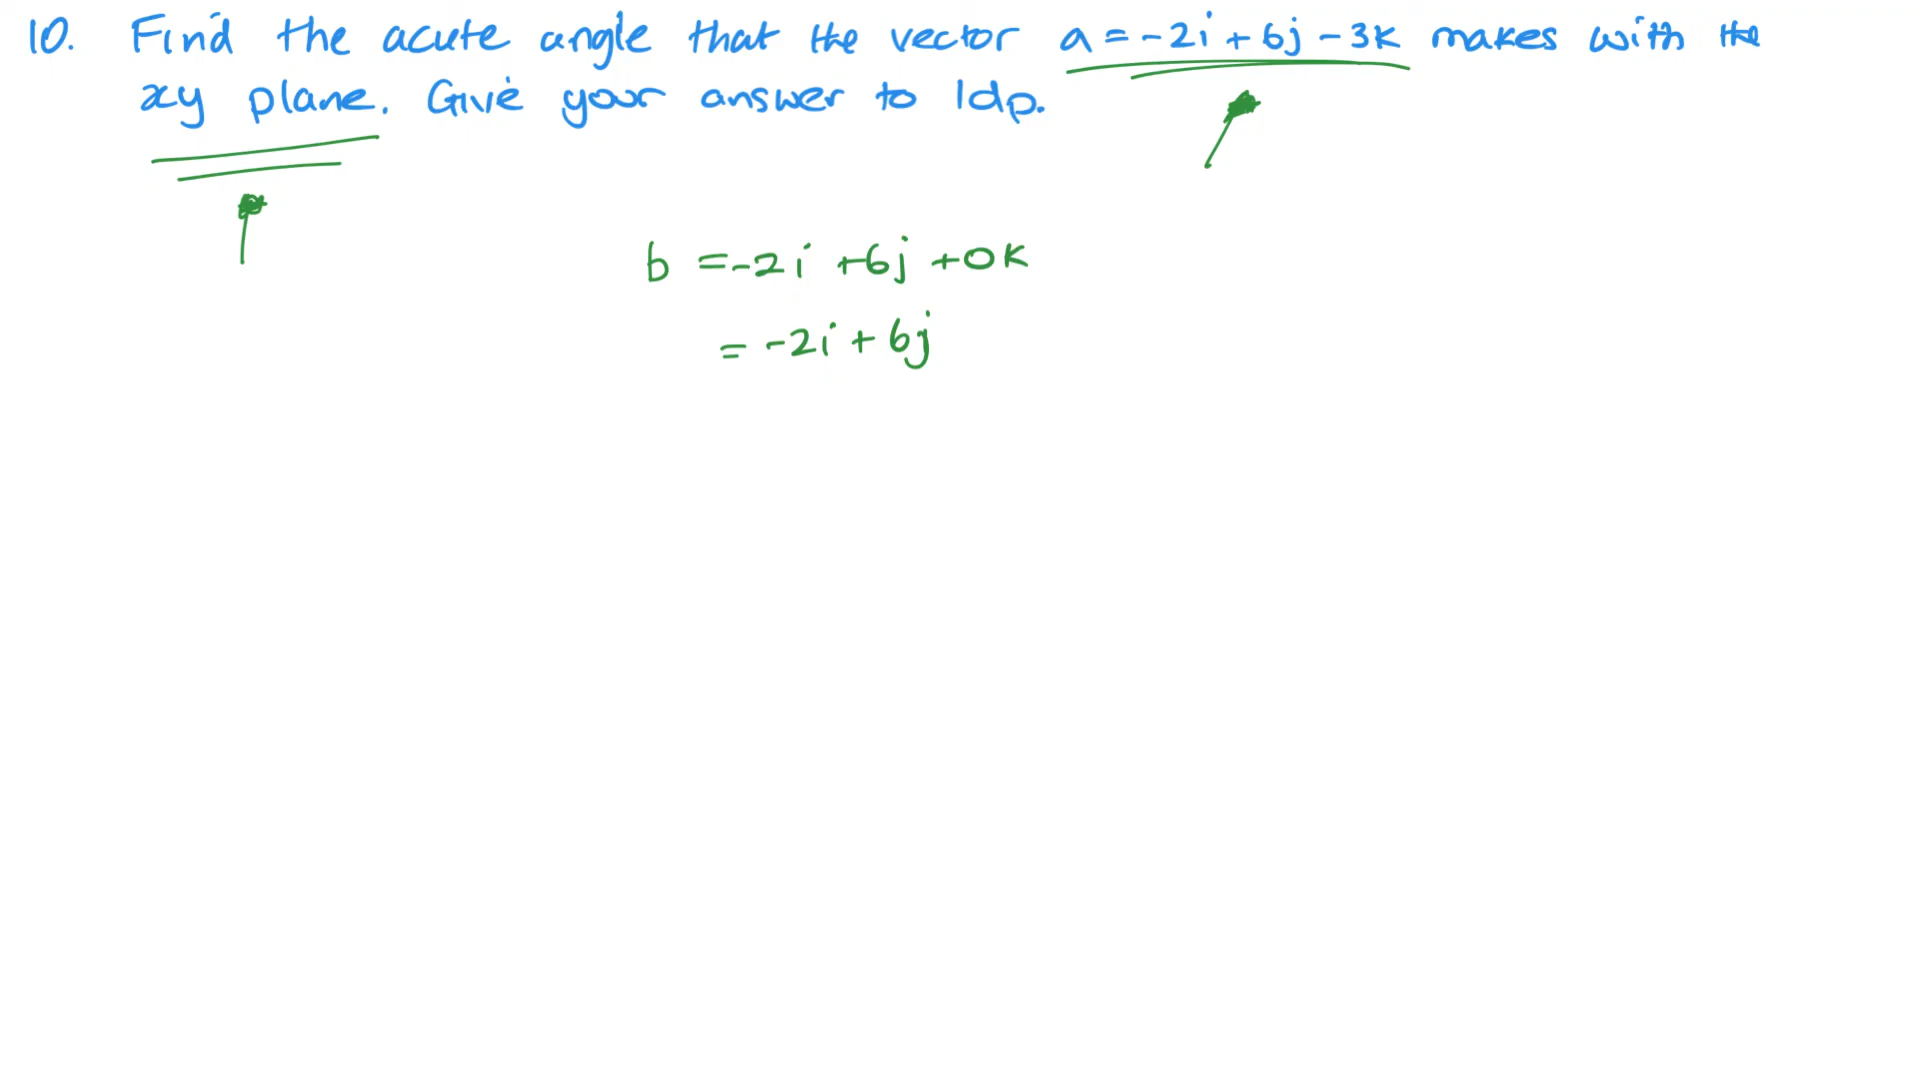 10. Find the acute angle that the vector a = -2i + 6j - 3k makes with the
xy plane. Give your answer to 1dp.
b = -2i + 6j + 0k
= -2i + 6j